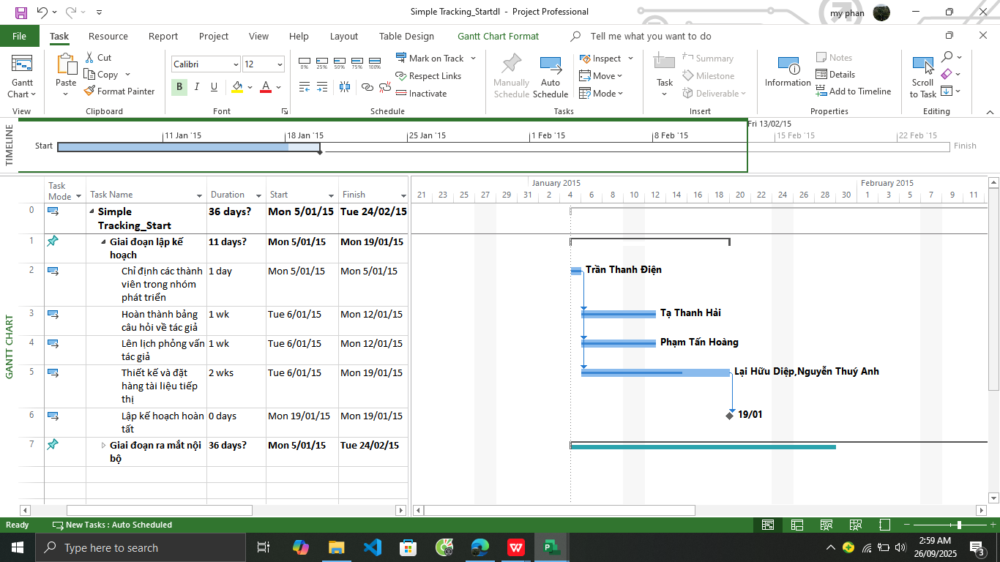 Simple Tracking_Startdl - Project Professional
my phan
File Task Resource Report Project View Help Layout Table Design Gantt Chart Format Tell me what you want to do
Gantt Chart
View
Paste
Cut
Copy
Format Painter
Clipboard
Calibri 12
B I U A
Font
0% 25% 50% 75% 100%
Mark on Track
Respect Links
Inactivate
Schedule
Manually Schedule
Auto Schedule
Inspect
Move
Mode
Tasks
Task
Summary
Milestone
Deliverable
Insert
Information
Notes
Details
Add to Timeline
Properties
Scroll to Task
Editing
TIMELINE
Fri 13/02/15
11 Jan '15 18 Jan '15 25 Jan '15 1 Feb '15 8 Feb '15 15 Feb '15 22 Feb '15
Start
Finish
GANTT CHART
Task Mode Task Name Duration Start Finish
January 2015 February 2015
21 23 25 27 29 31 2 4 6 8 10 12 14 16 18 20 22 24 26 28 30 1 3 5 7 9 11
0 Simple Tracking_Start 36 days? Mon 5/01/15 Tue 24/02/15
1 Giai đoạn lập kế hoạch 11 days? Mon 5/01/15 Mon 19/01/15
2 Chỉ định các thành viên trong nhóm phát triển 1 day Mon 5/01/15 Mon 5/01/15
Trần Thanh Điện
3 Hoàn thành bảng câu hỏi về tác giả 1 wk Tue 6/01/15 Mon 12/01/15
Tạ Thanh Hải
4 Lên lịch phỏng vấn tác giả 1 wk Tue 6/01/15 Mon 12/01/15
Phạm Tấn Hoàng
5 Thiết kế và đặt hàng tài liệu tiếp thị 2 wks Tue 6/01/15 Mon 19/01/15
Lại Hữu Diệp,Nguyễn Thuý Anh
6 Lập kế hoạch hoàn tất 0 days Mon 19/01/15 Mon 19/01/15
19/01
7 Giai đoạn ra mắt nội bộ 36 days? Mon 5/01/15 Tue 24/02/15
Ready New Tasks : Auto Scheduled
Type here to search
2:59 AM
26/09/2025
3